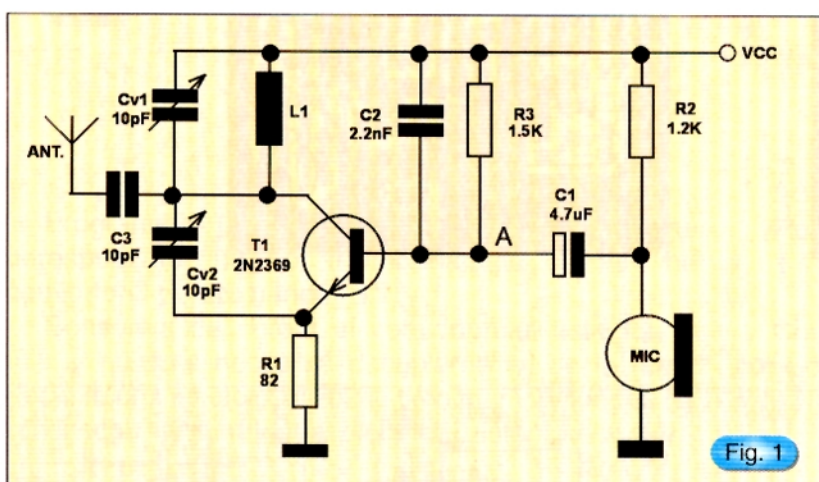 VCC
Cv1
10pF
L1
C2
2.2nF
R3
1.5K
R2
1.2K
ANT.
C3
10pF
Cv2
10pF
T1
2N2369
A
C1
4.7uF
R1
82
MIC
Fig. 1